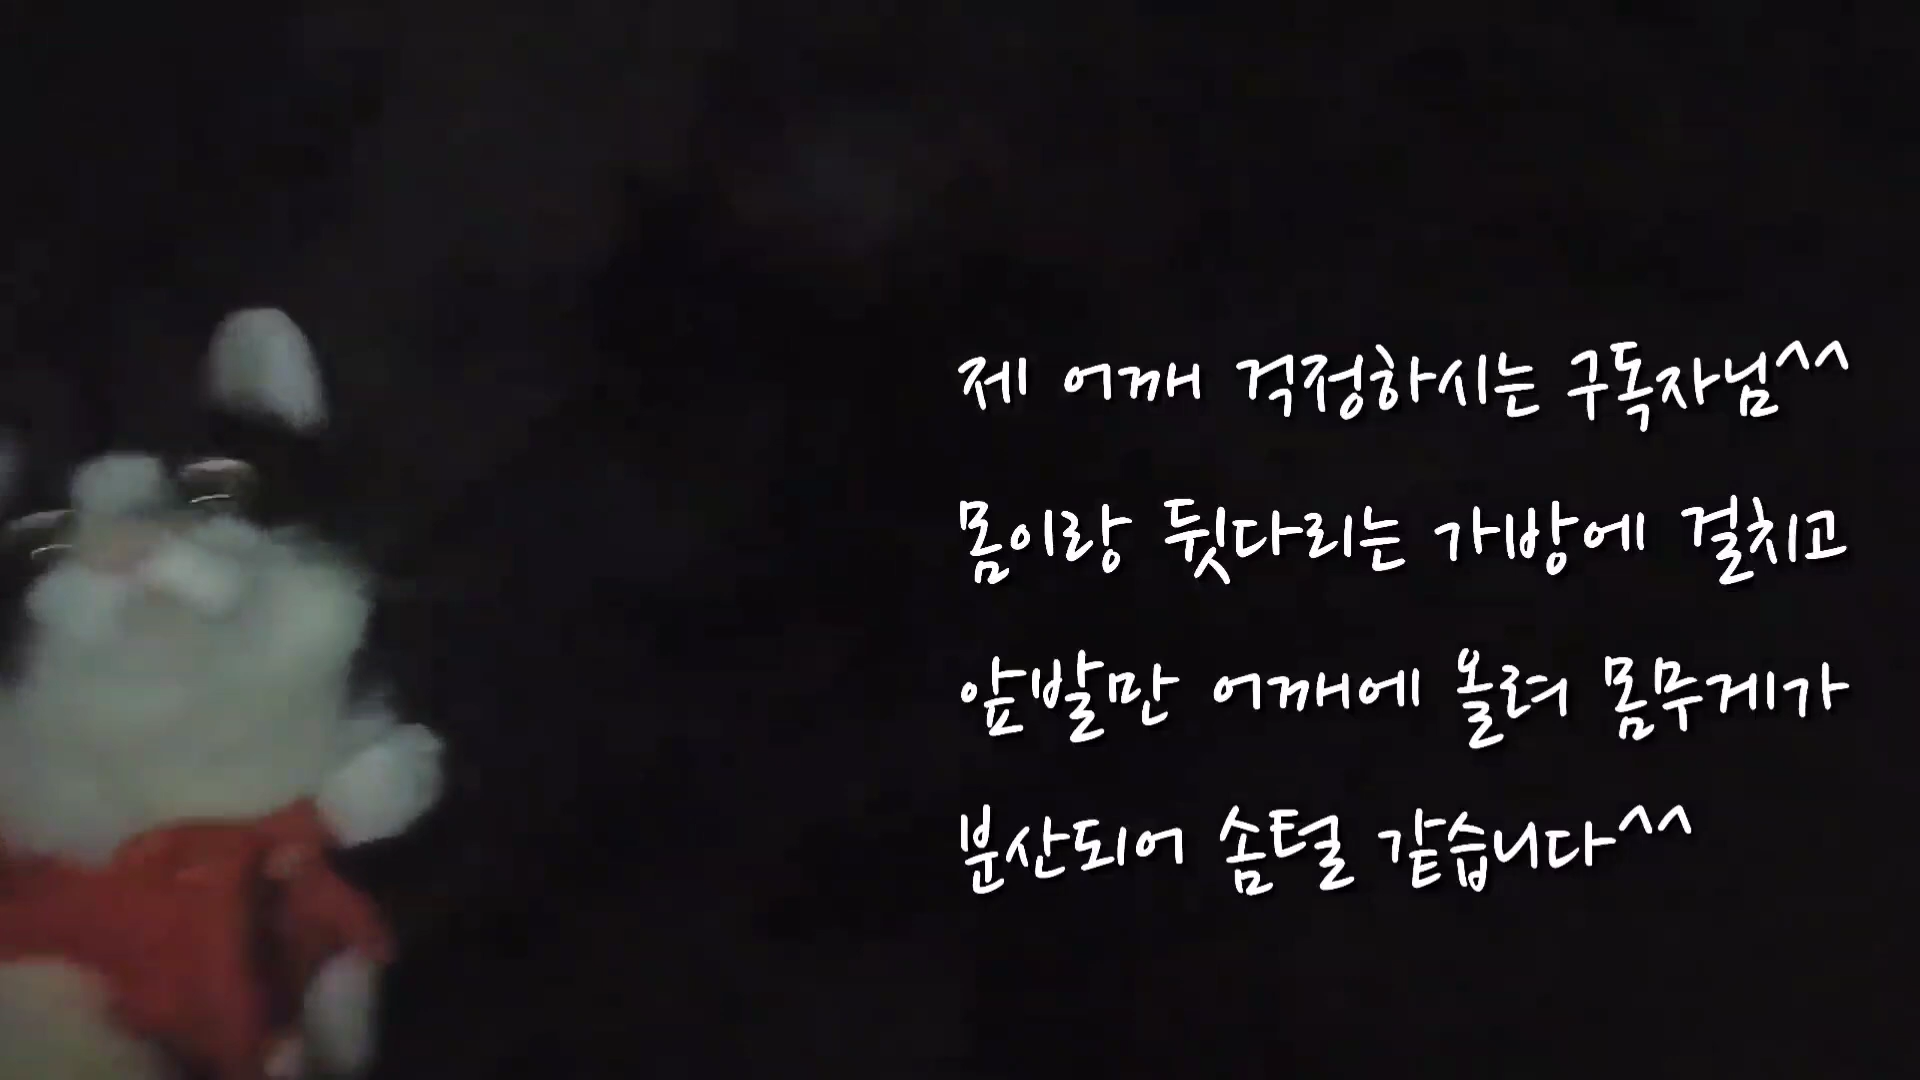 제 어깨 걱정하시는 구독자님^^
몸이랑 뒷다리는 가방에 걸치고
앞발만 어깨에 올려 몸무게가
분산되어 솜털 같습니다^^